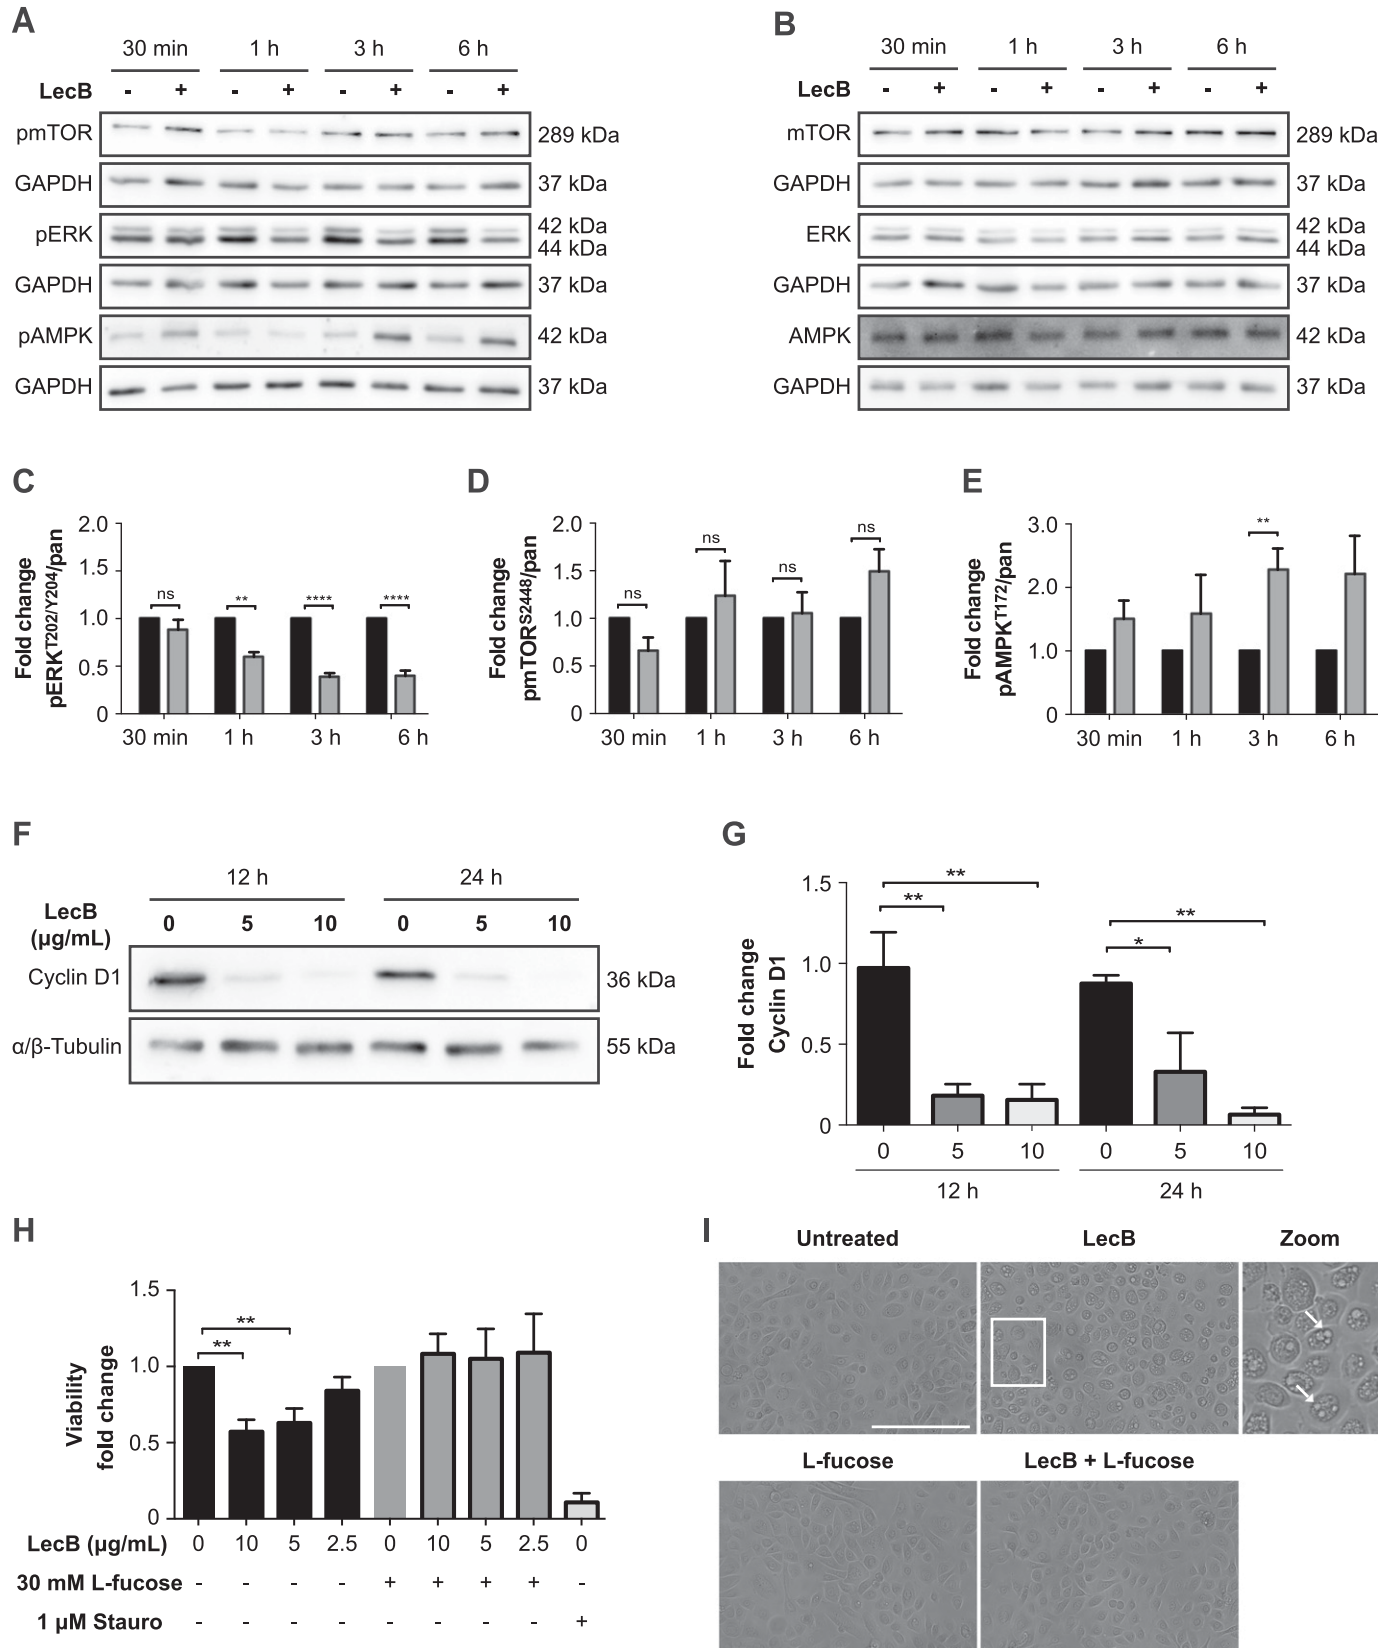 A
30 min 1 h 3 h 6 h
LecB - + - + - + - +
pmTOR 289 kDa
GAPDH 37 kDa
pERK 42 kDa
44 kDa
GAPDH 37 kDa
pAMPK 42 kDa
GAPDH 37 kDa
B
30 min 1 h 3 h 6 h
LecB - + - + - + - +
mTOR 289 kDa
GAPDH 37 kDa
ERK 42 kDa
44 kDa
GAPDH 37 kDa
AMPK 42 kDa
GAPDH 37 kDa
C
Fold change
pERKT202/Y204/pan
2.0
1.5
1.0
0.5
0
ns ** **** ****
30 min 1 h 3 h 6 h
D
Fold change
pmTORS2448/pan
2.0
1.5
1.0
0.5
0
ns ns ns ns
30 min 1 h 3 h 6 h
E
Fold change
pAMPKT172/pan
3.0
2.0
1.0
0
**
30 min 1 h 3 h 6 h
F
12 h 24 h
LecB
(µg/mL)
0 5 10 0 5 10
Cyclin D1 36 kDa
α/β-Tubulin 55 kDa
G
Fold change
Cyclin D1
1.5
1.0
0.5
0
**
**
**
*
0 5 10 0 5 10
12 h 24 h
H
Viability
fold change
1.5
1.0
0.5
0
**
**
LecB (µg/mL) 0 10 5 2.5 0 10 5 2.5 0
30 mM L-fucose - - - - + + + + -
1 µM Stauro - - - - - - - - +
I
Untreated LecB Zoom
L-fucose LecB + L-fucose